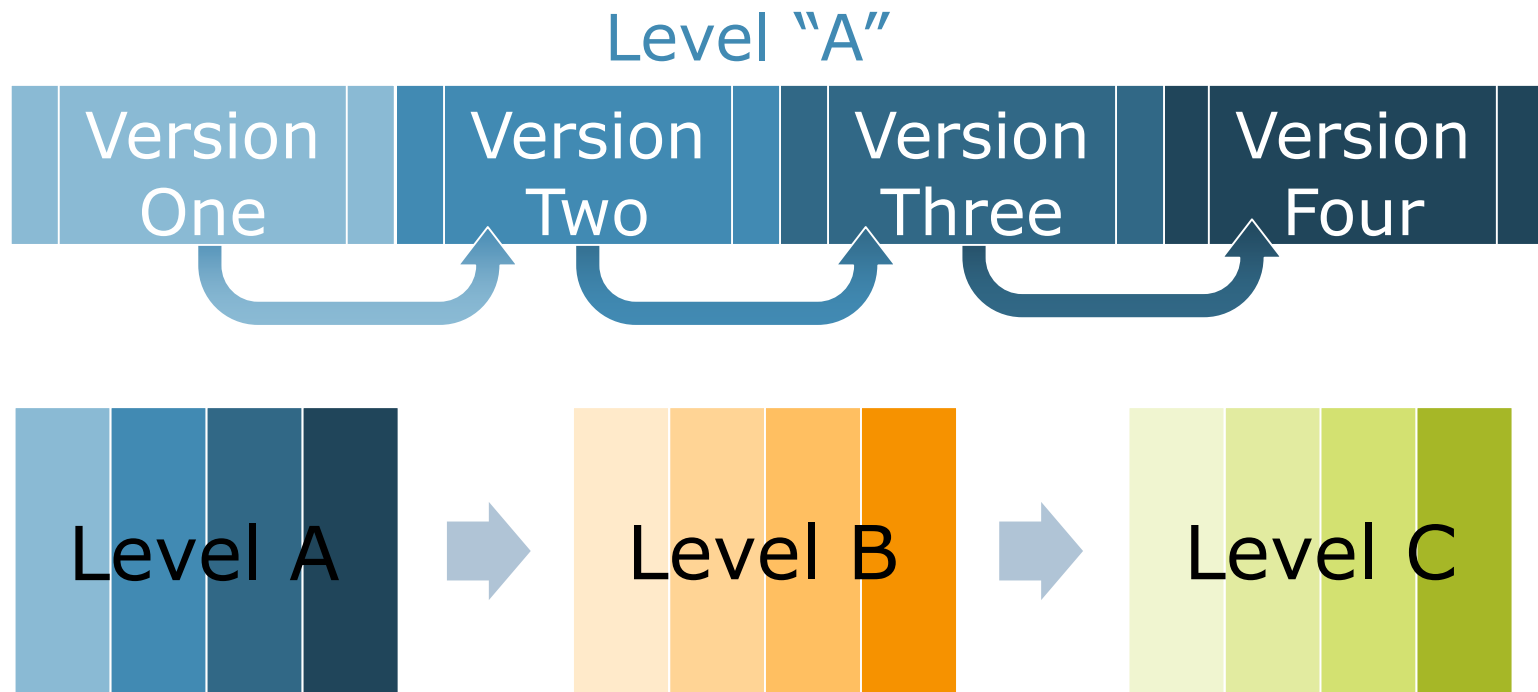 Level “A”
Version
One
Version
Two
Version
Three
Version
Four
Level A
Level B
Level C